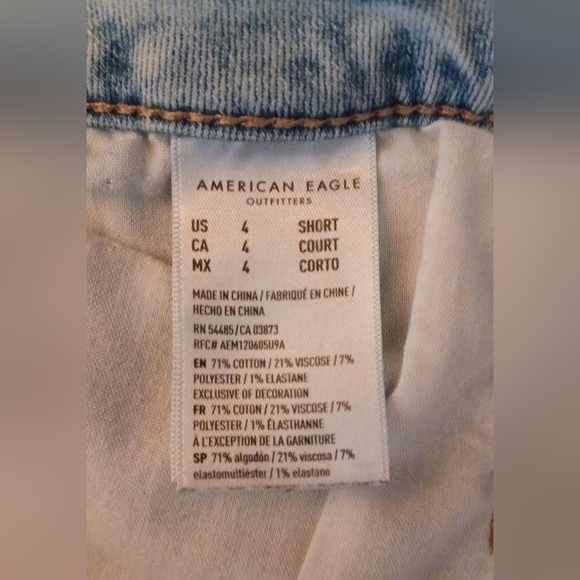 AMERICAN EAGLE
OUTFITTERS
US 4 SHORT
CA 4 COURT
MX 4 CORTO
MADE IN CHINA / FABRIQUÉ EN CHINE /
HECHO EN CHINA
RN 54485/CA 03873
RFC# AEM120605U9A
EN 71% COTTON / 21% VISCOSE / 7%
POLYESTER / 1% ELASTANE
EXCLUSIVE OF DECORATION
FR 71% COTON / 21% VISCOSE / 7%
POLYESTER / 1% ÉLASTHANNE
À L'EXCEPTION DE LA GARNITURE
SP 71% algodón / 21% viscosa / 7%
elastomultiéster / 1% elastano